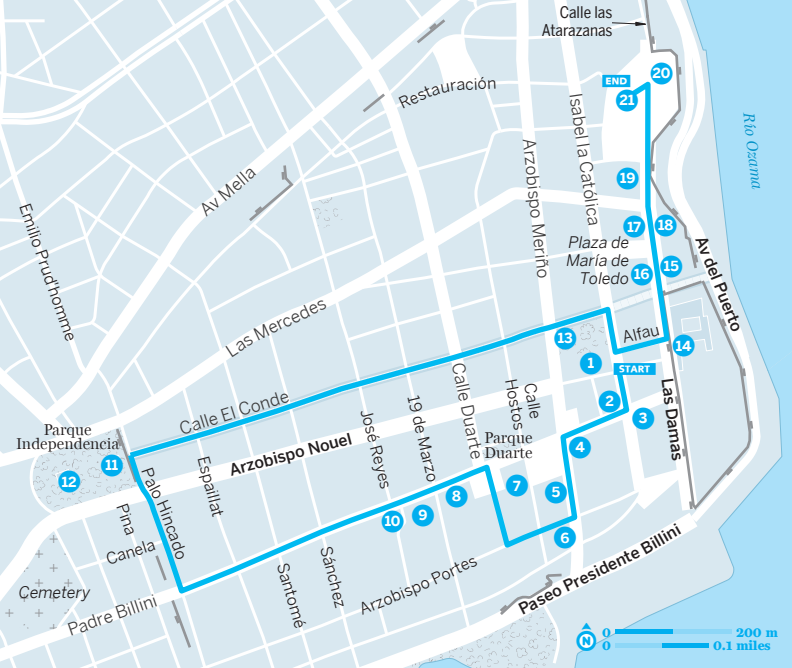 Calle las
Atarazanas
END
20
21
Restauración
Isabel la Católica
Río Ozama
Arzobispo Meriño
Av Mella
19
Emilio Prud'homme
17
18
Plaza de
María de
Toledo
16
15
Av del Puerto
Las Mercedes
13
Alfau
14
1
START
Calle El Conde
2
3
Las Damas
Calle Duarte
Calle
Hostos
19 de Marzo
José Reyes
Parque
Independencia
Arzobispo Nouel
Parque
Duarte
4
11
12
Palo Hincado
Espaillat
7
5
8
9
10
6
Pina
Canela
Sánchez
Santomé
Arzobispo Portes
Paseo Presidente Billini
Cemetery
Padre Billini
N
0 200 m
0 0.1 miles